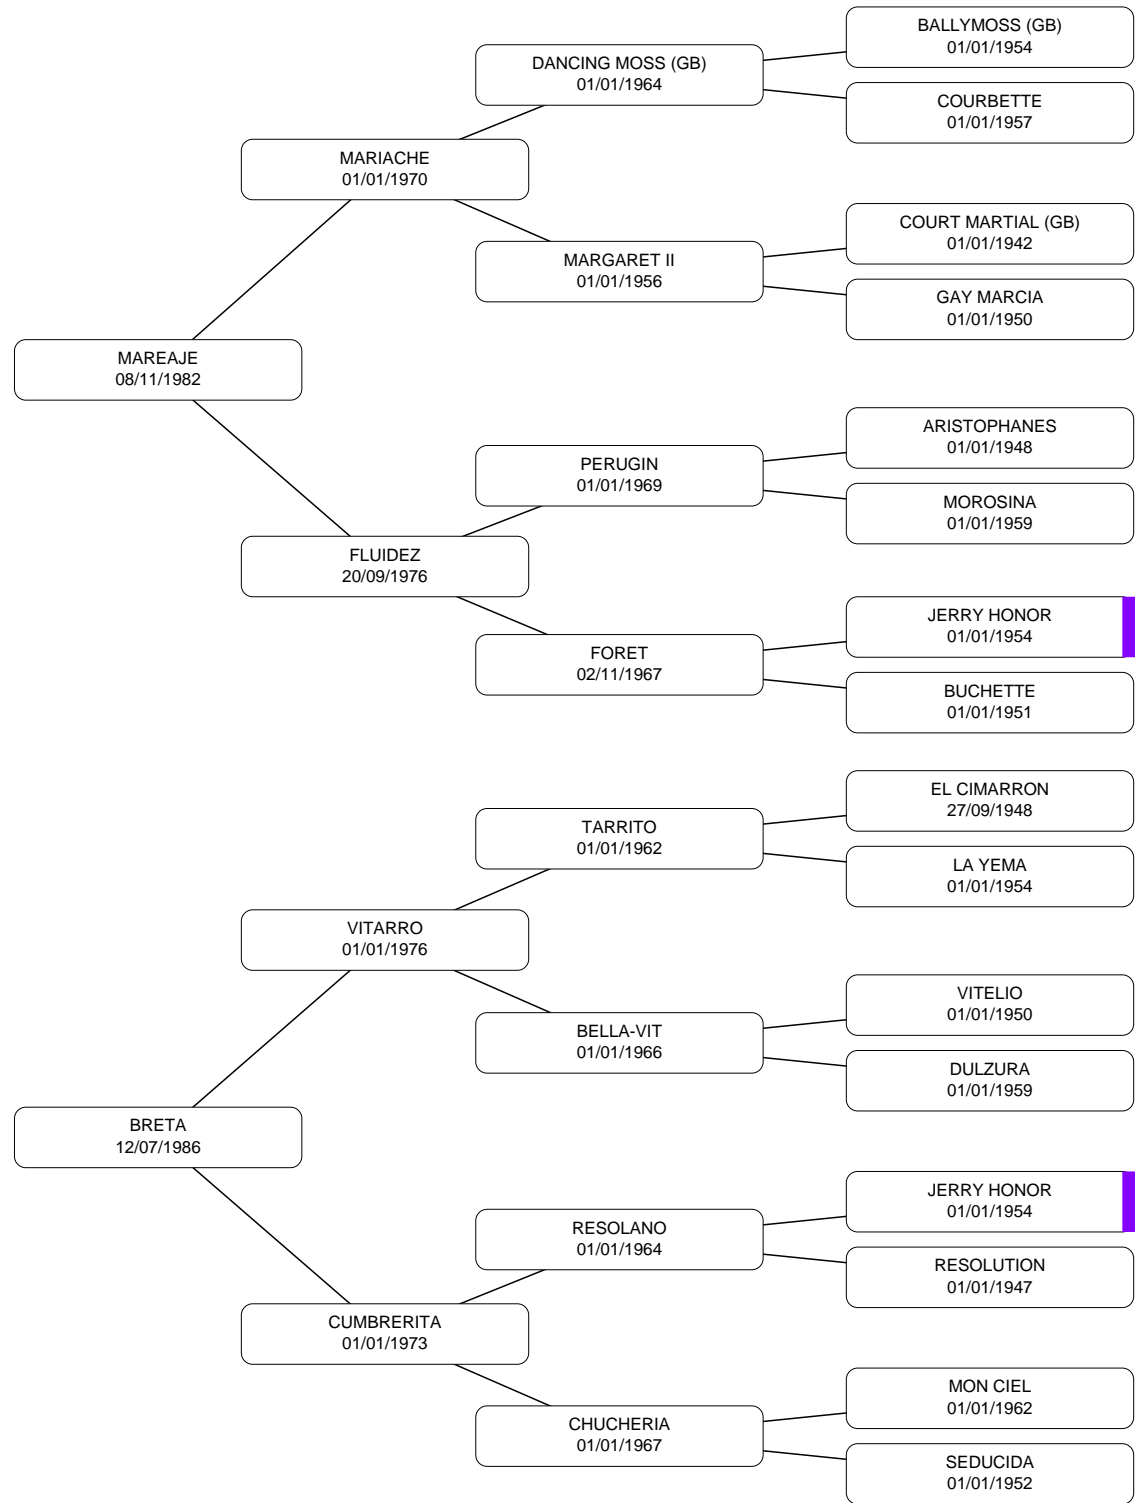 BALLYMOSS (GB)
01/01/1954
DANCING MOSS (GB)
01/01/1964
COURBETTE
01/01/1957
MARIACHE
01/01/1970
COURT MARTIAL (GB)
01/01/1942
MARGARET II
01/01/1956
GAY MARCIA
01/01/1950
MAREAJE
08/11/1982
ARISTOPHANES
01/01/1948
PERUGIN
01/01/1969
MOROSINA
01/01/1959
FLUIDEZ
20/09/1976
JERRY HONOR
01/01/1954
FORET
02/11/1967
BUCHETTE
01/01/1951
EL CIMARRON
27/09/1948
TARRITO
01/01/1962
LA YEMA
01/01/1954
VITARRO
01/01/1976
VITELIO
01/01/1950
BELLA-VIT
01/01/1966
DULZURA
01/01/1959
BRETA
12/07/1986
JERRY HONOR
01/01/1954
RESOLANO
01/01/1964
RESOLUTION
01/01/1947
CUMBRERITA
01/01/1973
MON CIEL
01/01/1962
CHUCHERIA
01/01/1967
SEDUCIDA
01/01/1952